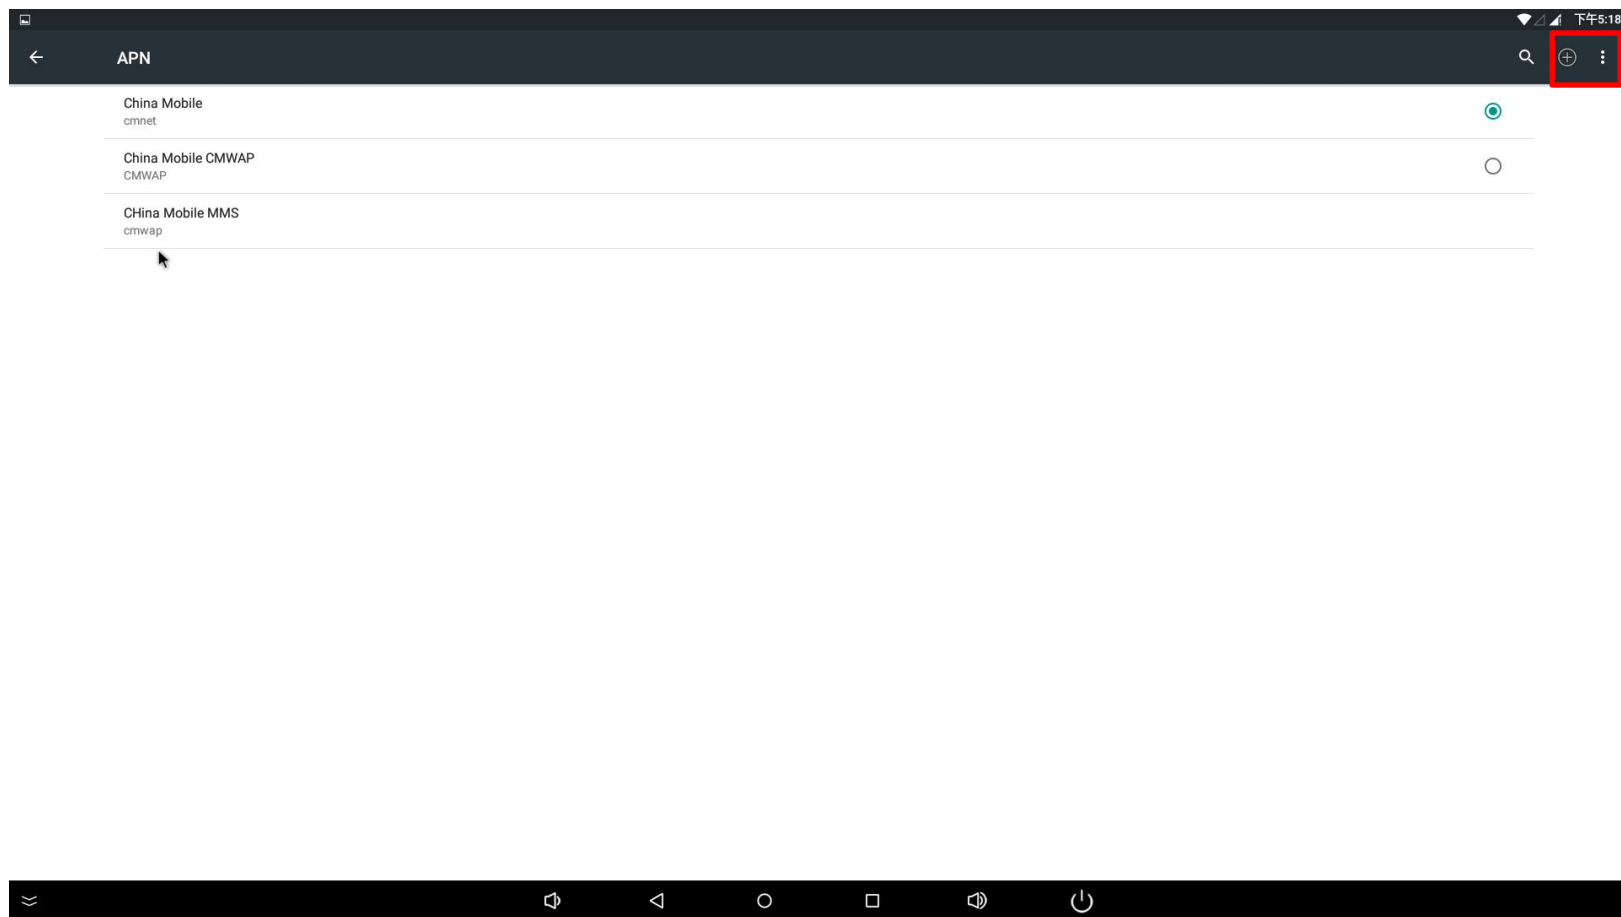 下午5:18
APN
China Mobile
cmnet
China Mobile CMWAP
CMWAP
CHina Mobile MMS
cmwap